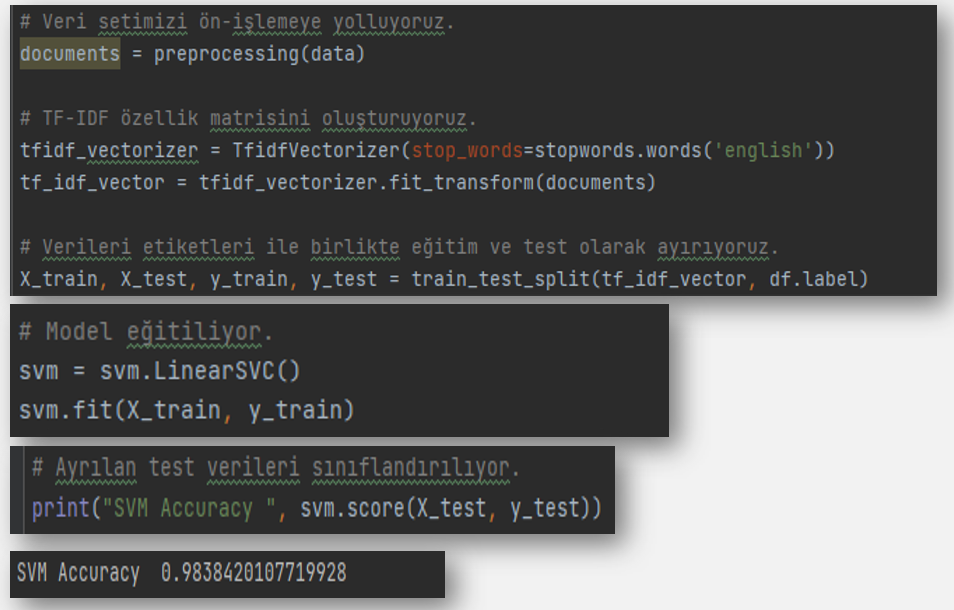 # Veri setimizi ön-işlemeye yolluyoruz.
documents = preprocessing(data)
# TF-IDF özellik matrisini oluşturuyoruz.
tfidf_vectorizer = TfidfVectorizer(stop_words=stopwords.words('english'))
tf_idf_vector = tfidf_vectorizer.fit_transform(documents)
# Verileri etiketleri ile birlikte eğitim ve test olarak ayırıyoruz.
X_train, X_test, y_train, y_test = train_test_split(tf_idf_vector, df.label)
# Model eğitiliyor.
svm = svm.LinearSVC()
svm.fit(X_train, y_train)
# Ayrılan test verileri sınıflandırılıyor.
print("SVM Accuracy ", svm.score(X_test, y_test))
SVM Accuracy  0.9838420107719928